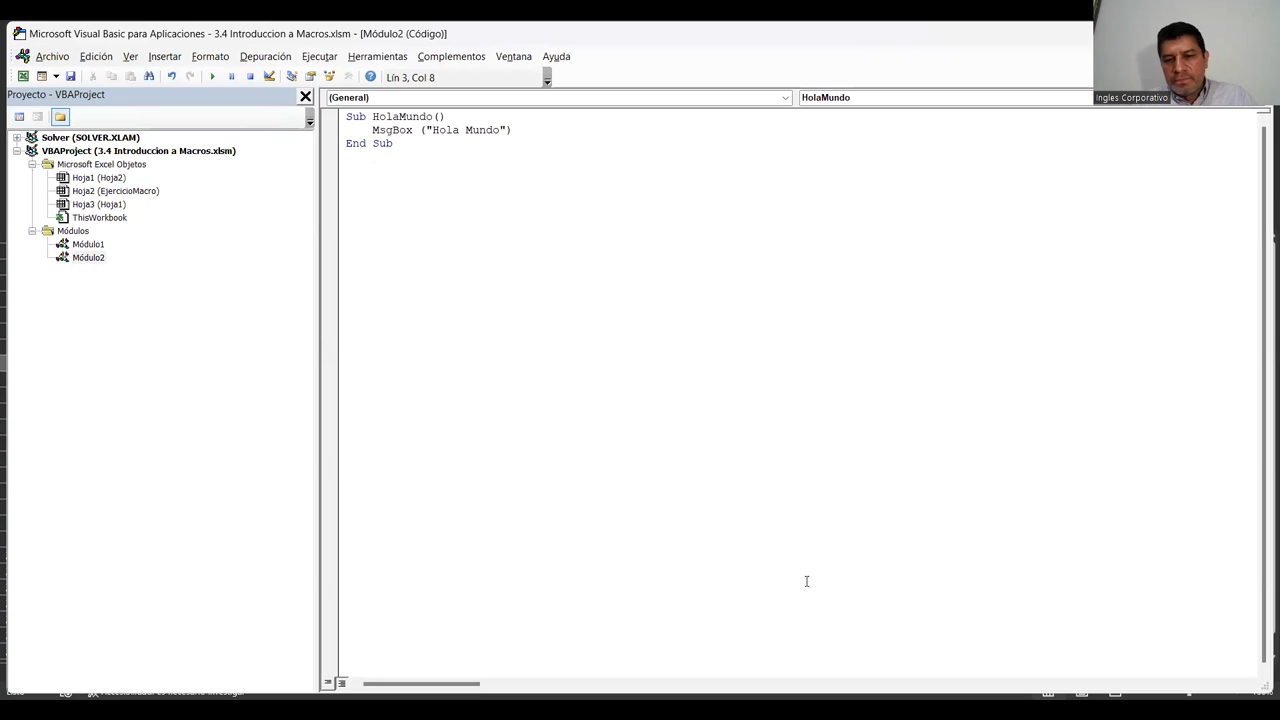 Microsoft Visual Basic para Aplicaciones - 3.4 Introduccion a Macros.xlsm - [Módulo2 (Código)]
Archivo Edición Ver Insertar Formato Depuración Ejecutar Herramientas Complementos Ventana Ayuda
Lín 3, Col 8
Ingles Corporativo
Proyecto - VBAProject
(General) HolaMundo
Solver (SOLVER.XLAM)
VBAProject (3.4 Introduccion a Macros.xlsm)
Microsoft Excel Objetos
Hoja1 (Hoja2)
Hoja2 (EjercicioMacro)
Hoja3 (Hoja1)
ThisWorkbook
Módulos
Módulo1
Módulo2
Sub HolaMundo()
MsgBox ("Hola Mundo")
End Sub